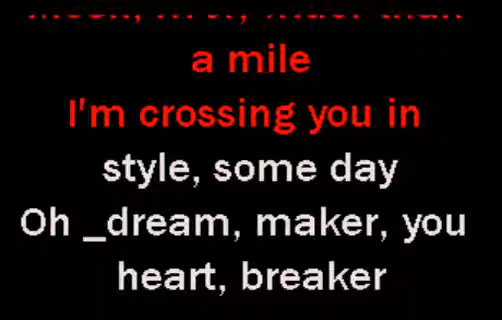 a mile
I'm crossing you in
style, some day
Oh _dream, maker, you
heart, breaker